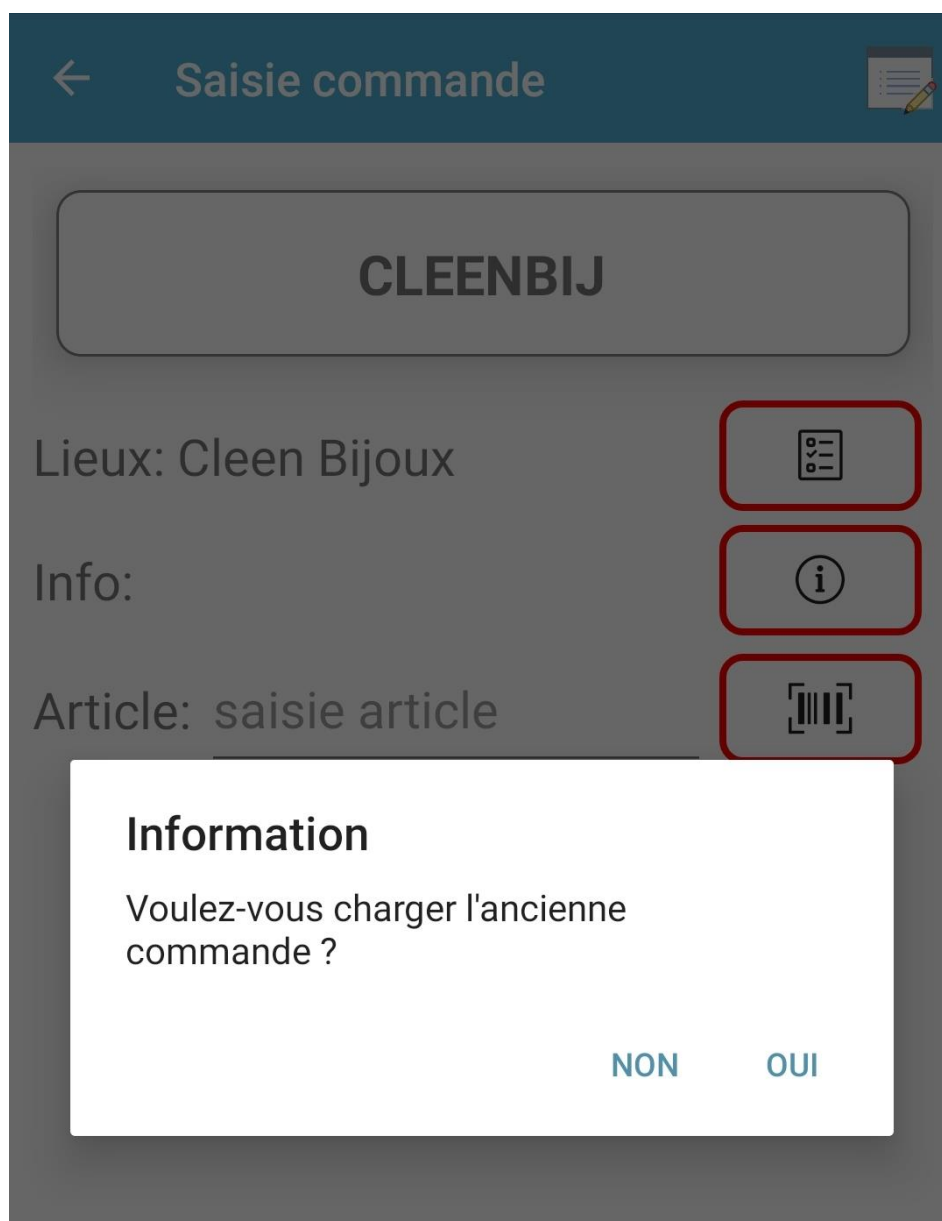 Saisie commande
CLEENBIJ
Lieux: Cleen Bijoux
Info:
Article: saisie article
Information
Voulez-vous charger l'ancienne
commande ?
NON OUI